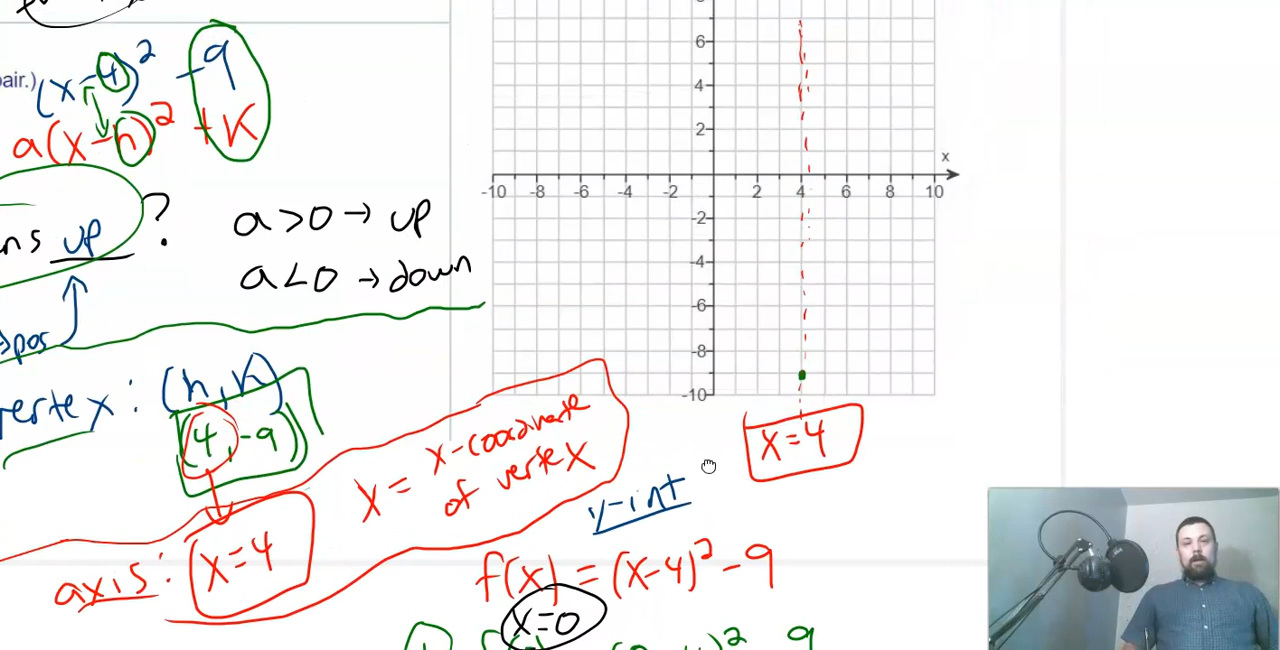 pair.) (x-4)² -9
a(x-h)² +K
ns up ?
a>0 → up
a<0 → down
→pos
vertex: (h,K)
(4,-9)
axis: x=4
X = x-coordinate
of vertex
y-int
f(x) = (x-4)² -9
x=0
x
6
4
2
-10 -8 -6 -4 -2 2 4 6 8 10
-2
-4
-6
-8
-10
x=4